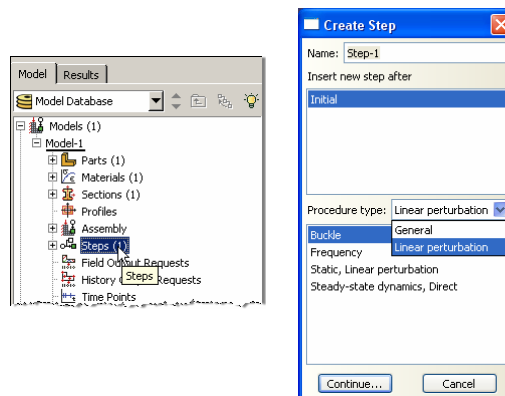 Model Results
Model Database
Models (1)
Model-1
Parts (1)
Materials (1)
Sections (1)
Profiles
Assembly
Steps (1)
Field Output Requests
History Requests
Steps
Time Points
Create Step
Name: Step-1
Insert new step after
Initial
Procedure type: Linear perturbation
General
Linear perturbation
Buckle
Frequency
Static, Linear perturbation
Steady-state dynamics, Direct
Continue... Cancel